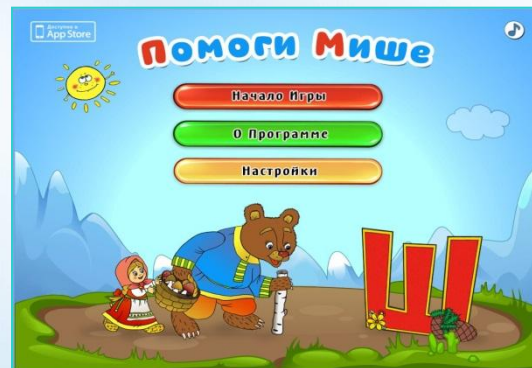 Доступно в
App Store
Помоги Мише
Начало Игры
О Программе
Настройки
Ш